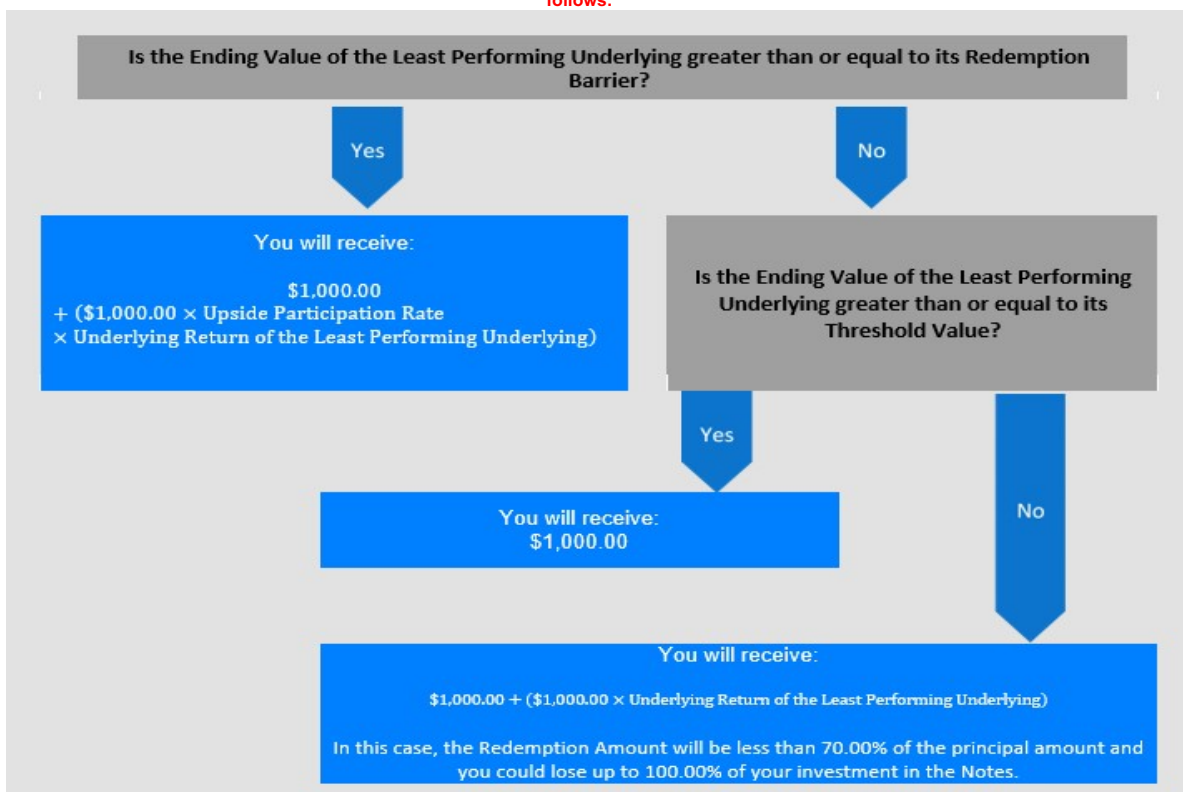 follows:
Is the Ending Value of the Least Performing Underlying greater than or equal to its Redemption
Barrier?
Yes
No
You will receive:
$1,000.00
+ ($1,000.00 × Upside Participation Rate
× Underlying Return of the Least Performing Underlying)
Is the Ending Value of the Least Performing
Underlying greater than or equal to its
Threshold Value?
Yes
No
You will receive:
$1,000.00
You will receive:
$1,000.00 + ($1,000.00 × Underlying Return of the Least Performing Underlying)
In this case, the Redemption Amount will be less than 70.00% of the principal amount and
you could lose up to 100.00% of your investment in the Notes.